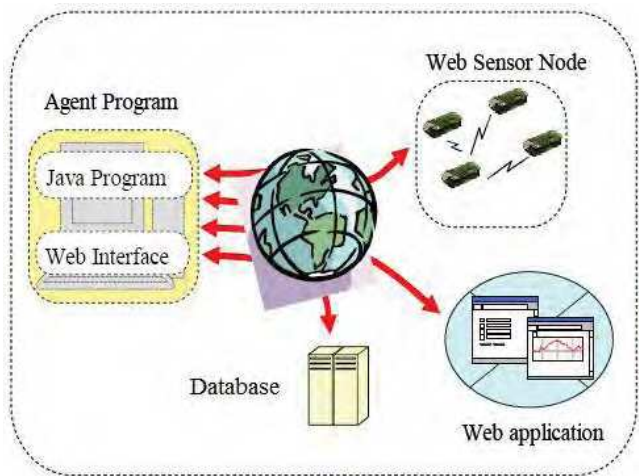 Web Sensor Node
Agent Program
Java Program
Web Interface
Database
Web application